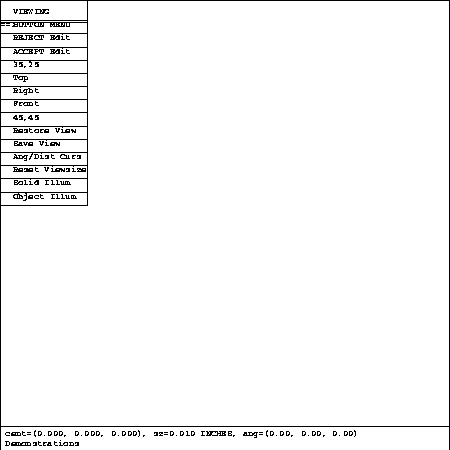 VIEWING
BUTTON MENU
REJECT Edit
ACCEPT Edit
35,25
Top
Right
Front
45,45
Restore View
Save View
Ang/Dist Curs
Reset Viewsize
Solid Illum
Object Illum
cent=(0.000, 0.000, 0.000), sz=0.010 INCHES, ang=(0.00, 0.00, 0.00)
Demonstrations